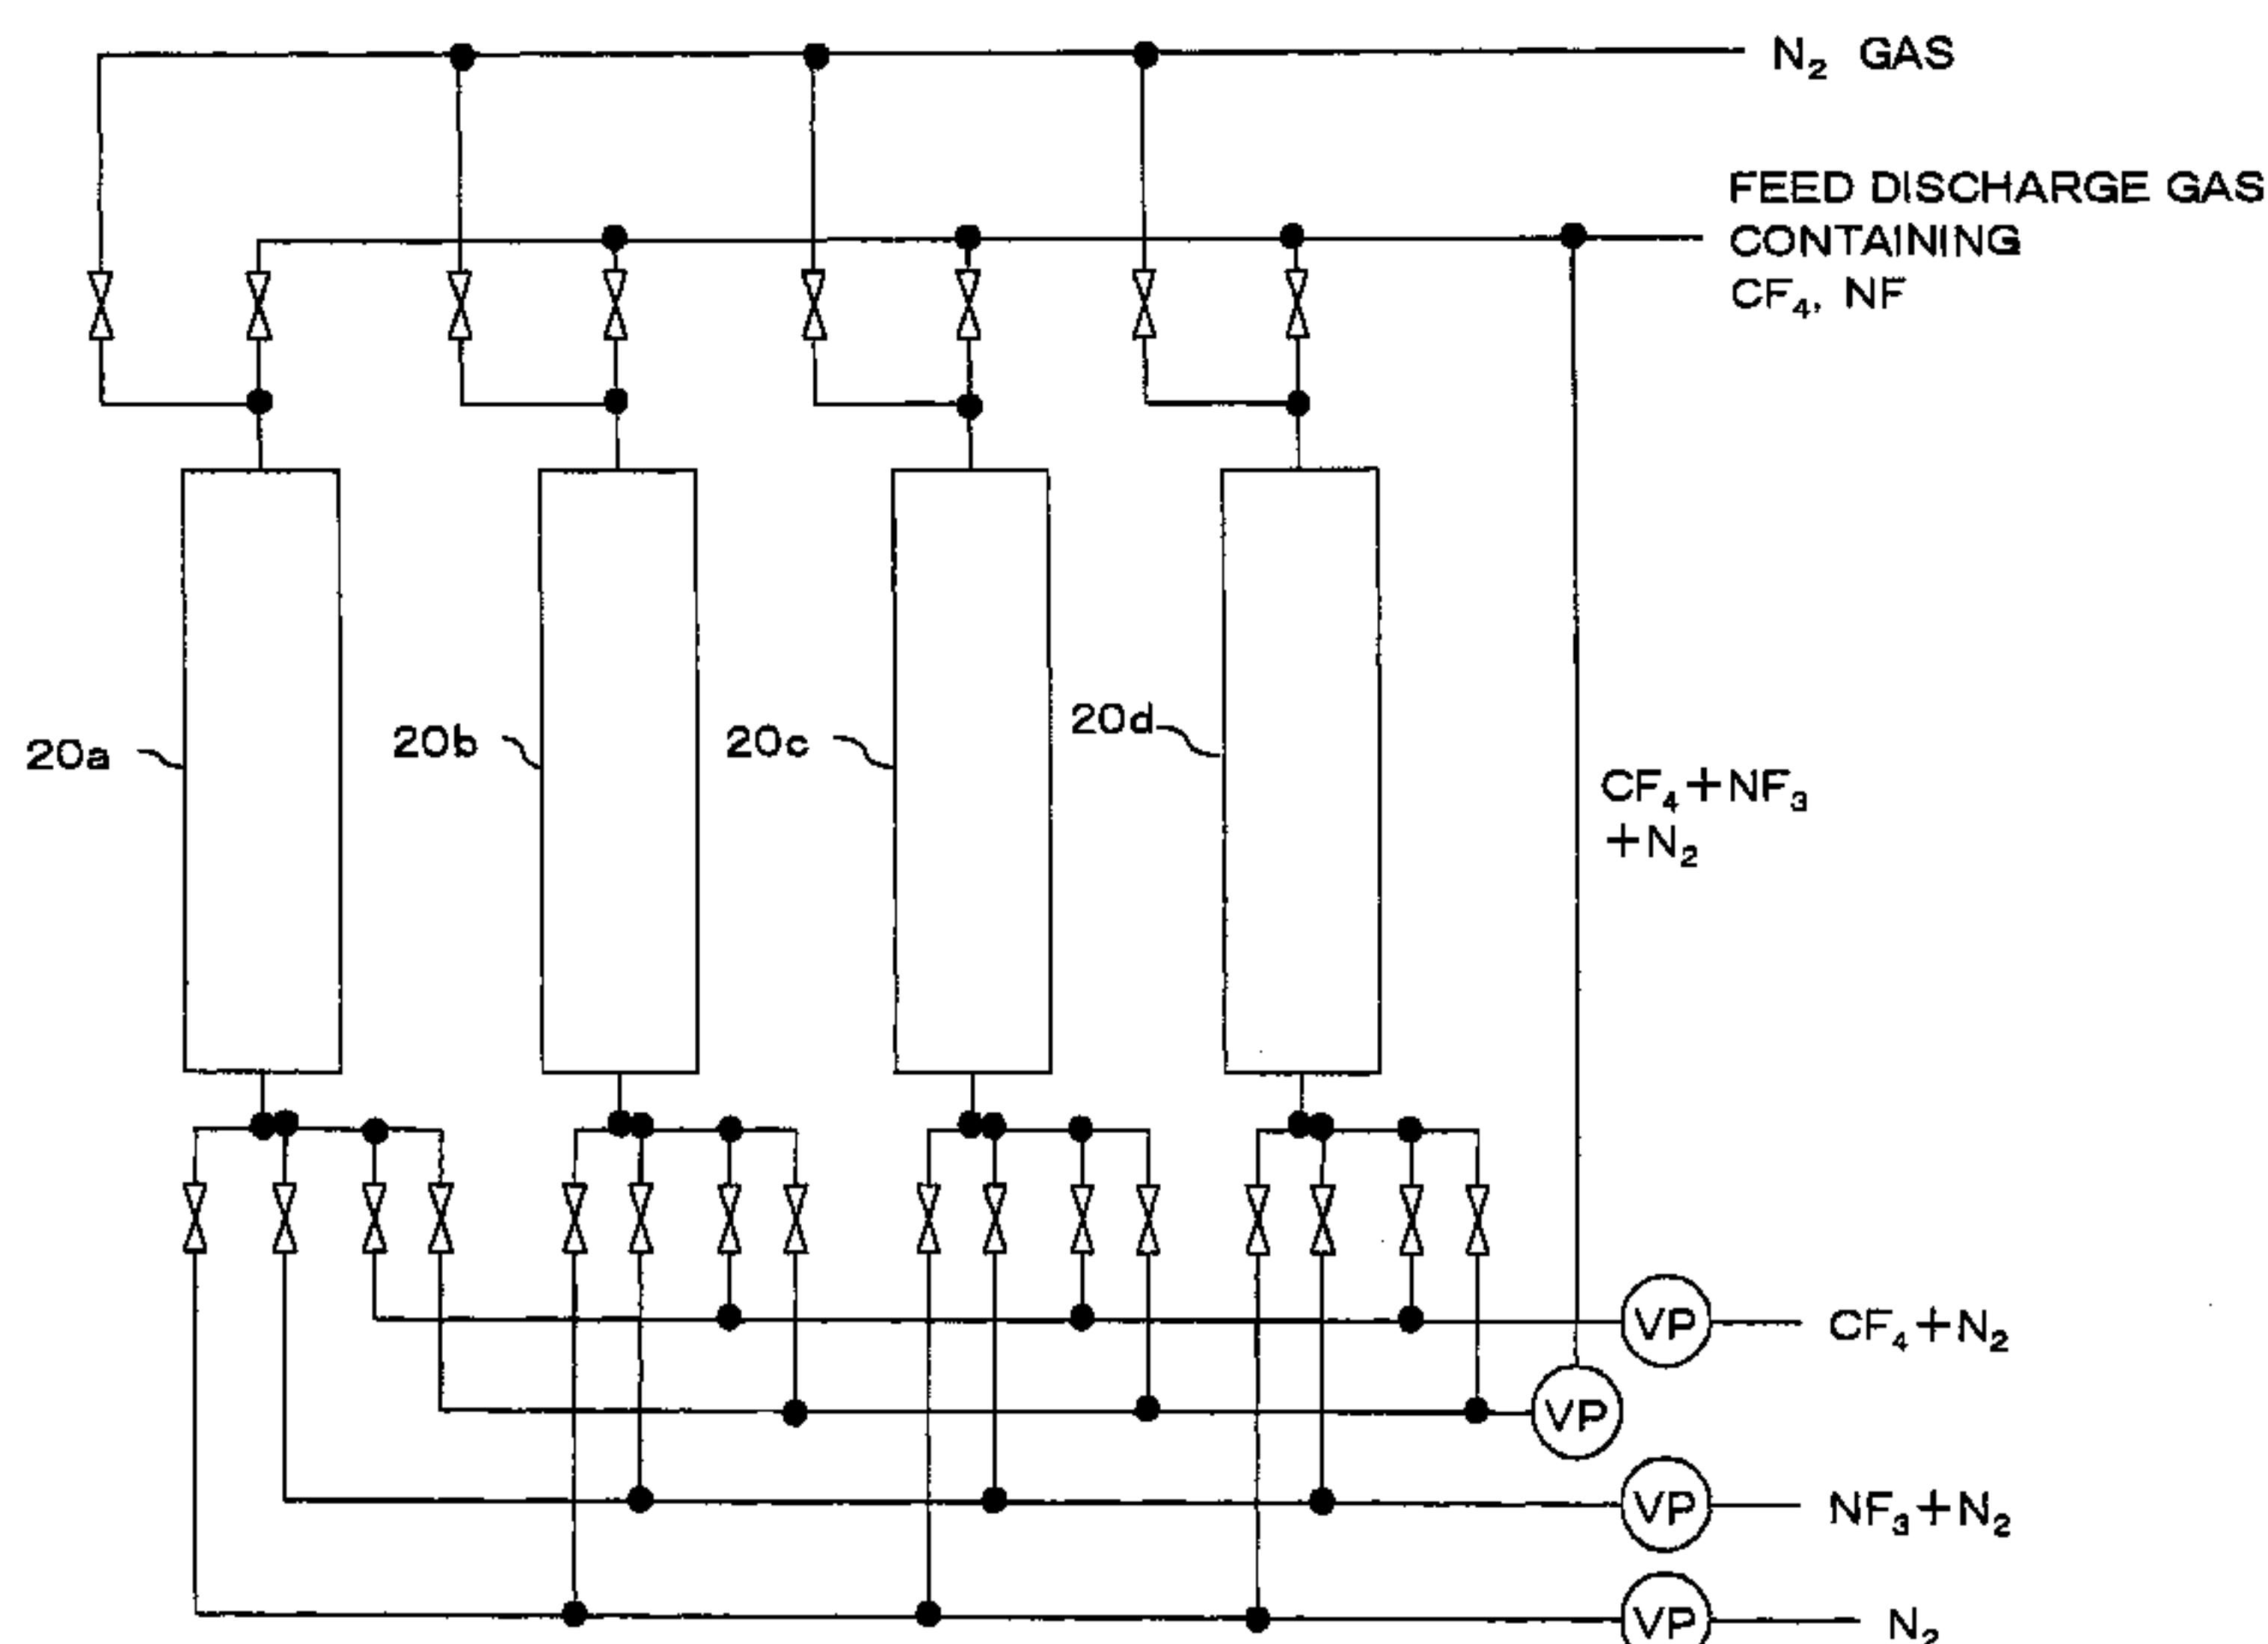 N₂ GAS
FEED DISCHARGE GAS
CONTAINING
CF₄, NF
20a
20b
20c
20d
CF₄+NF₃
+N₂
VP
CF₄+N₂
VP
VP
NF₃+N₂
VP
N₂